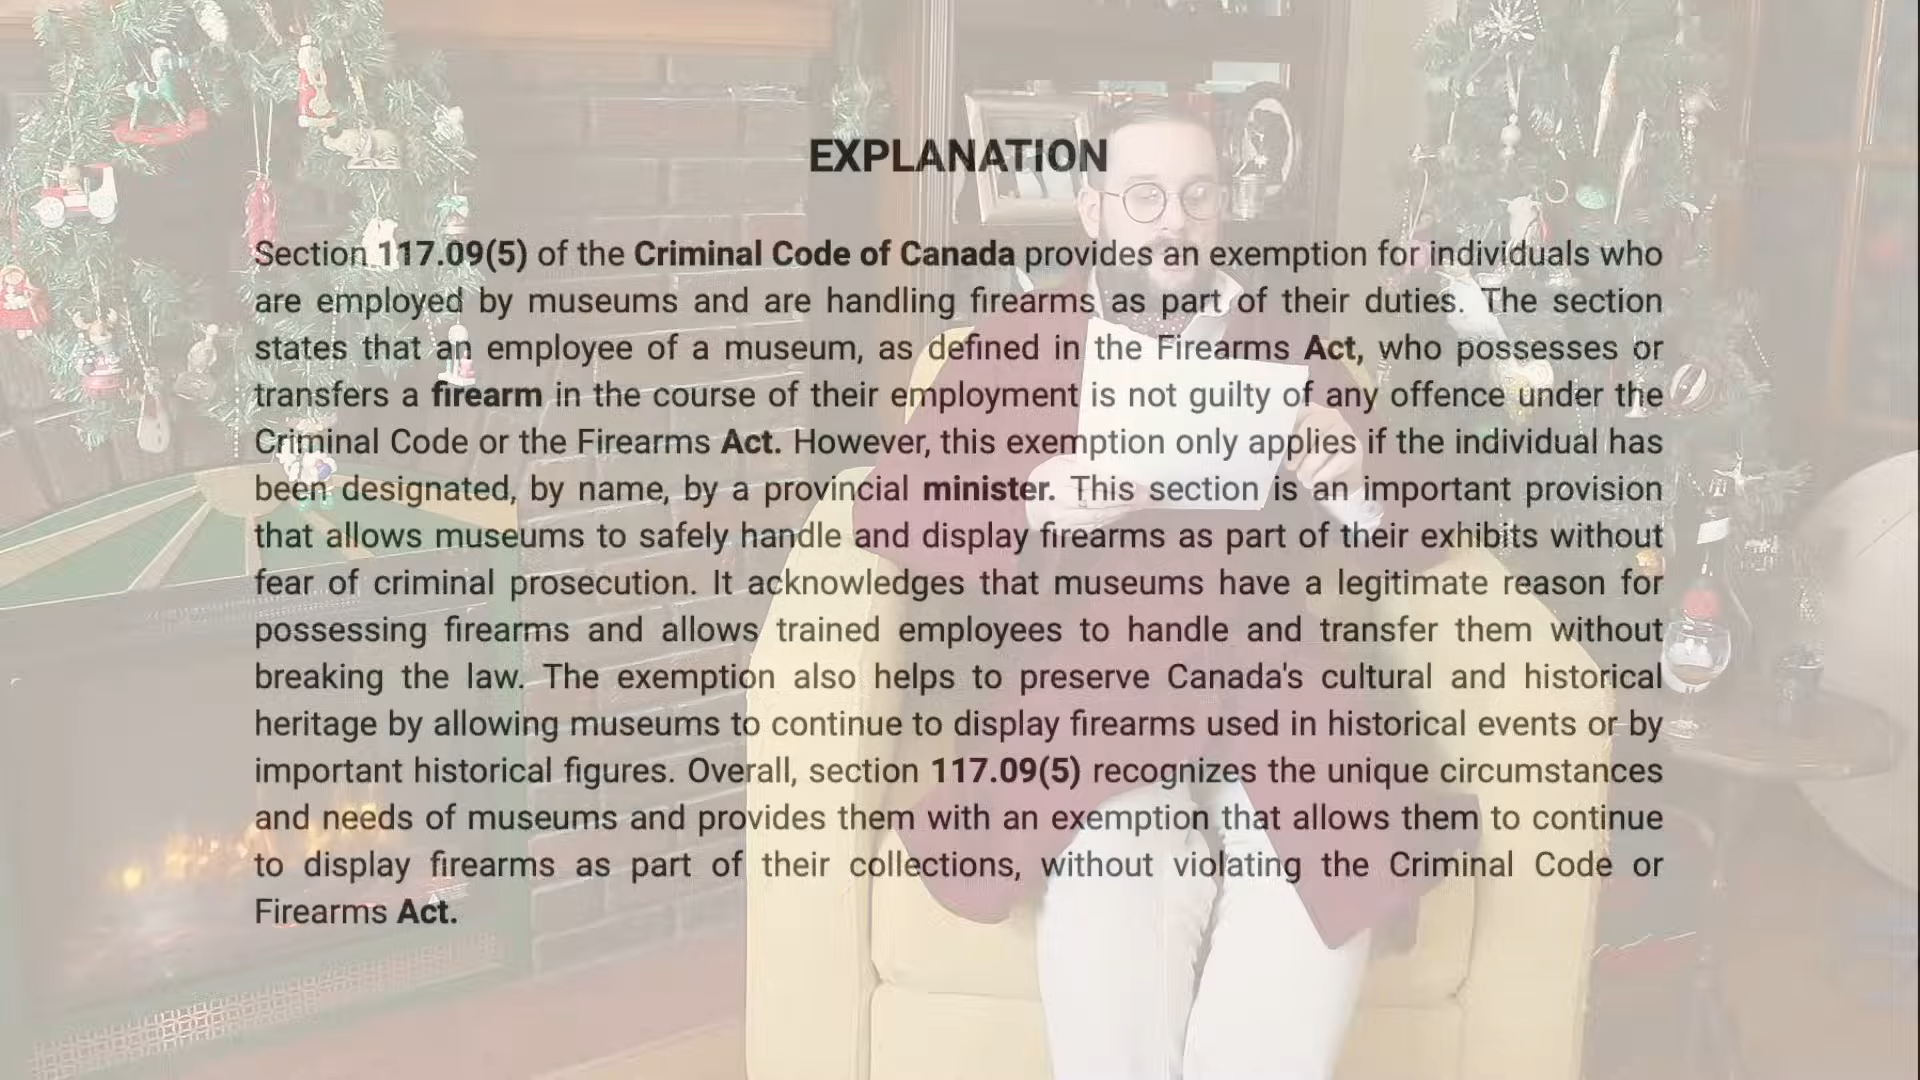 EXPLANATION
Section 117.09(5) of the Criminal Code of Canada provides an exemption for individuals who
are employed by museums and are handling firearms as part of their duties. The section
states that an employee of a museum, as defined in the Firearms Act, who possesses or
transfers a firearm in the course of their employment is not guilty of any offence under the
Criminal Code or the Firearms Act. However, this exemption only applies if the individual has
been designated, by name, by a provincial minister. This section is an important provision
that allows museums to safely handle and display firearms as part of their exhibits without
fear of criminal prosecution. It acknowledges that museums have a legitimate reason for
possessing firearms and allows trained employees to handle and transfer them without
breaking the law. The exemption also helps to preserve Canada's cultural and historical
heritage by allowing museums to continue to display firearms used in historical events or by
important historical figures. Overall, section 117.09(5) recognizes the unique circumstances
and needs of museums and provides them with an exemption that allows them to continue
to display firearms as part of their collections, without violating the Criminal Code or
Firearms Act.